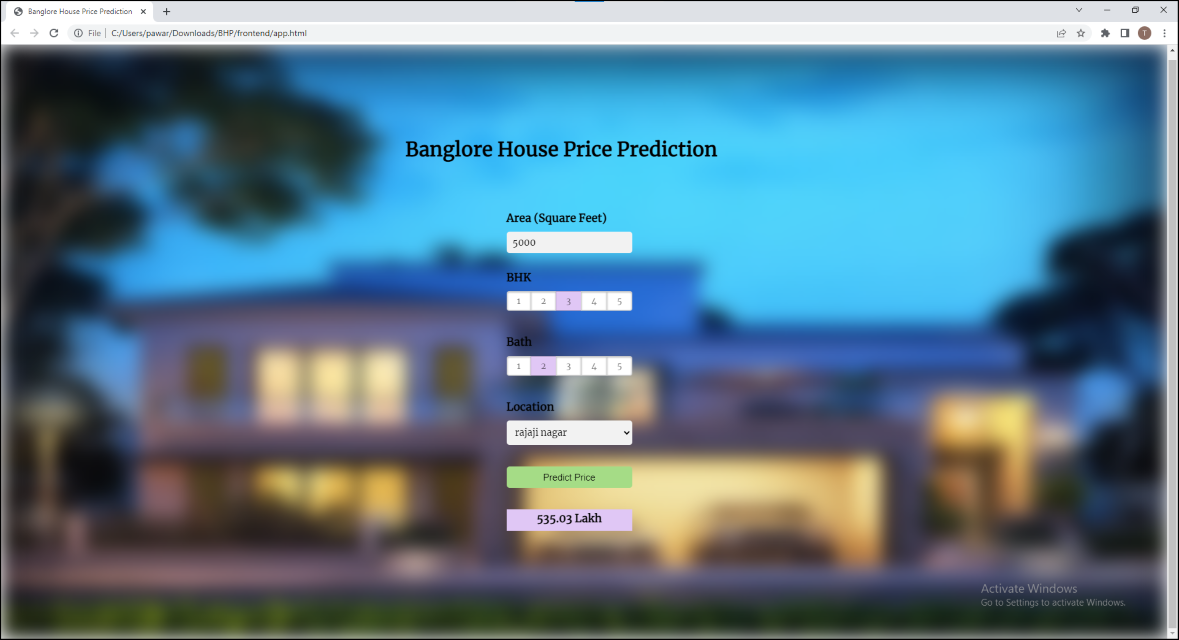 Banglore House Price Prediction
File C:/Users/pawar/Downloads/BHP/frontend/app.html
T
Banglore House Price Prediction
Area (Square Feet)
5000
BHK
1 2 3 4 5
Bath
1 2 3 4 5
Location
rajaji nagar
Predict Price
535.03 Lakh
Activate Windows
Go to Settings to activate Windows.